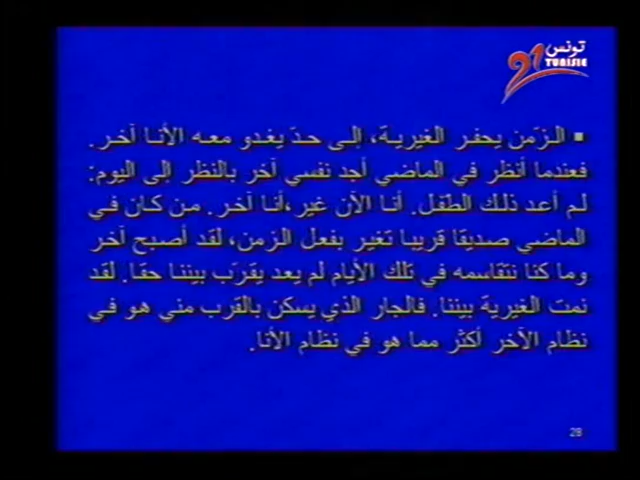 تونس
21
TUNISIE
▪ الزّمن يحفر الغيرية، إلى حدّ يغدو معه الأنا آخر.
فعندما أنظر في الماضي أجد نفسي آخر بالنظر إلى اليوم:
لم أعد ذلك الطفل. أنا الآن غير،أنا آخر. من كان في
الماضي صديقا قريبا تغير بفعل الزمن، لقد أصبح آخر
وما كنا نتقاسمه في تلك الأيام لم يعد يقرّب بيننا حقا. لقد
نمت الغيرية بيننا. فالجار الذي يسكن بالقرب مني هو في
نظام الآخر أكثر مما هو في نظام الأنا.
28